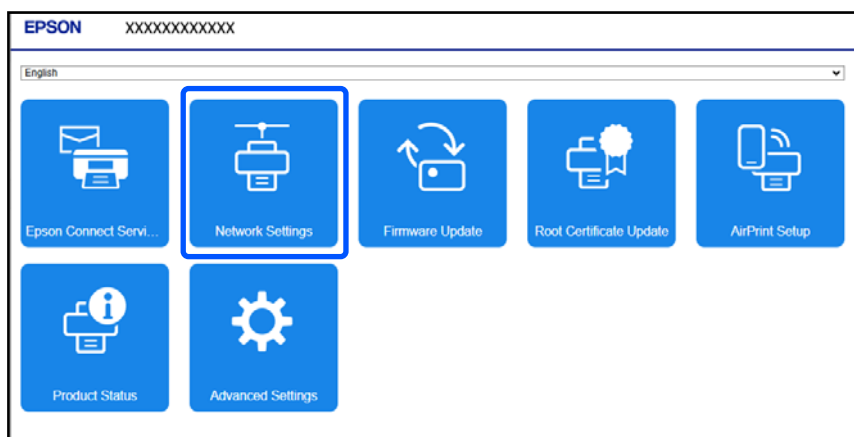 EPSON XXXXXXXXXXXX
English
Epson Connect Servi...
Network Settings
Firmware Update
Root Certificate Update
AirPrint Setup
Product Status
Advanced Settings